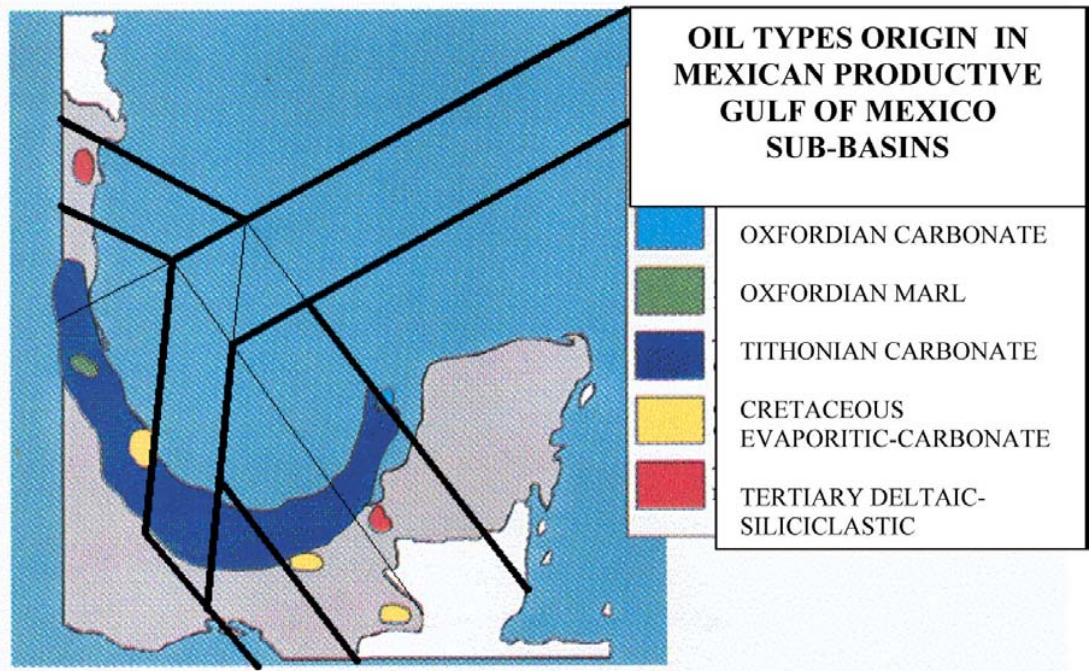 OIL TYPES ORIGIN IN
MEXICAN PRODUCTIVE
GULF OF MEXICO
SUB-BASINS
OXFORDIAN CARBONATE
OXFORDIAN MARL
TITHONIAN CARBONATE
CRETACEOUS
EVAPORITIC-CARBONATE
TERTIARY DELTAIC-
SILICICLASTIC